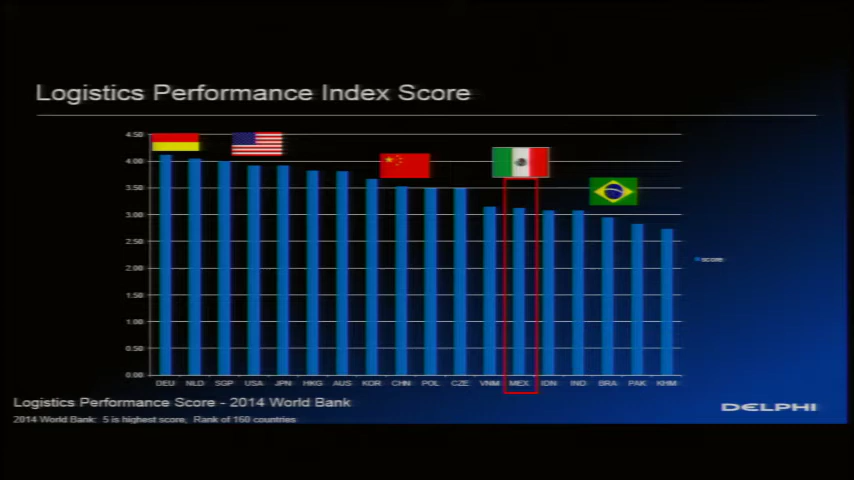 Logistics Performance Index Score
4.50
4.00
3.50
3.00
2.50
2.00
1.50
1.00
0.50
0.00
DEU NLD SGP USA JPN HKG AUS KOR CHN POL CZE VNM MEX IDN IND BRA PAK KHM
SCORE
Logistics Performance Score - 2014 World Bank
2014 World Bank: 5 is highest score, Rank of 160 countries
DELPHI